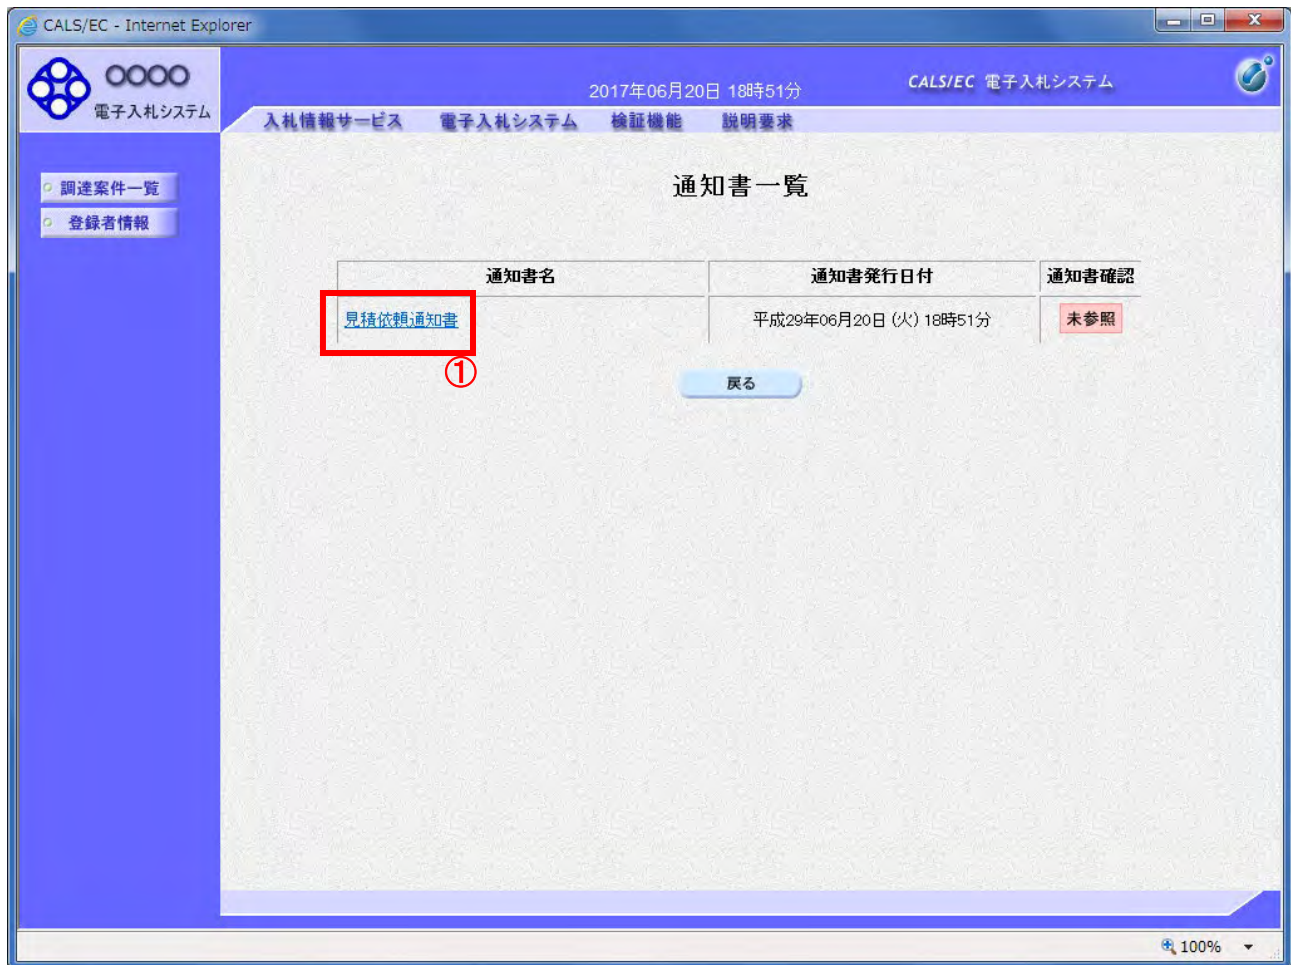 CALS/EC - Internet Explorer
〇〇〇〇
電子入札システム
2017年06月20日 18時51分
CALS/EC 電子入札システム
入札情報サービス 電子入札システム 検証機能 説明要求
調達案件一覧
登録者情報
通知書一覧
通知書名 通知書発行日付 通知書確認
見積依頼通知書 平成29年06月20日 (火) 18時51分 未参照
①
戻る
100%